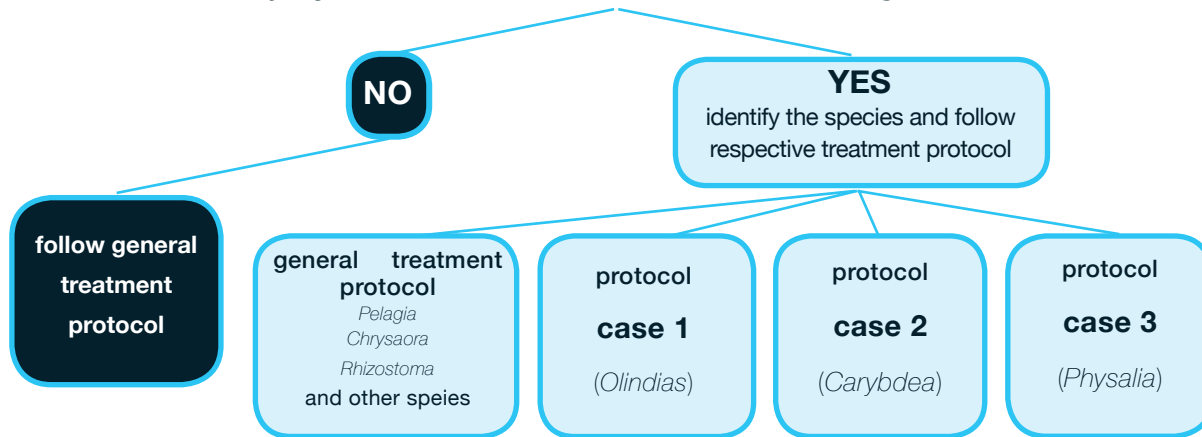 NO
YES
identify the species and follow
respective treatment protocol
follow general
treatment
protocol
general treatment
protocol
Pelagia
Chrysaora
Rhizostoma
and other speies
protocol
case 1
(Olindias)
protocol
case 2
(Carybdea)
protocol
case 3
(Physalia)